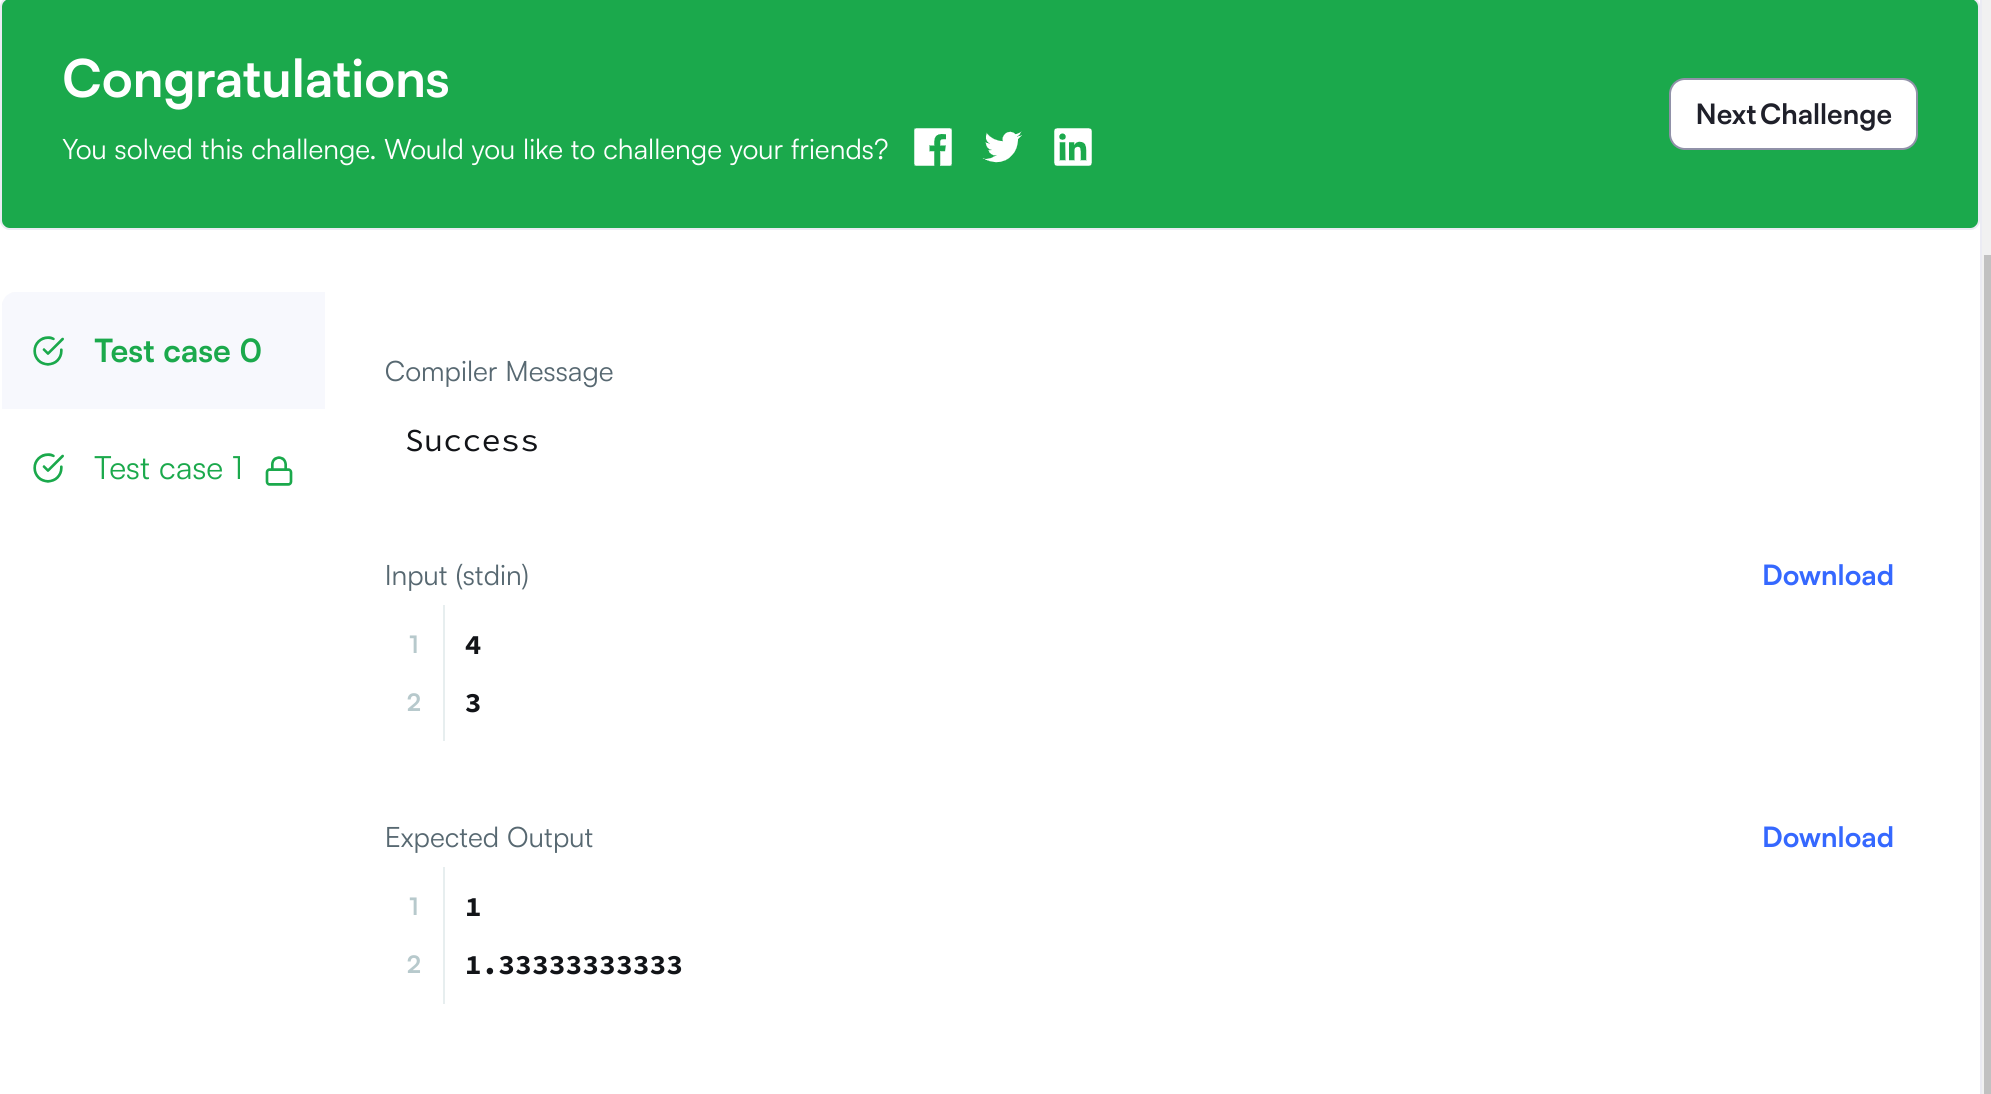 Congratulations
You solved this challenge. Would you like to challenge your friends?
Next Challenge
Test case 0
Test case 1
Compiler Message
Success
Input (stdin)
Download
1 4
2 3
Expected Output
Download
1 1
2 1.33333333333